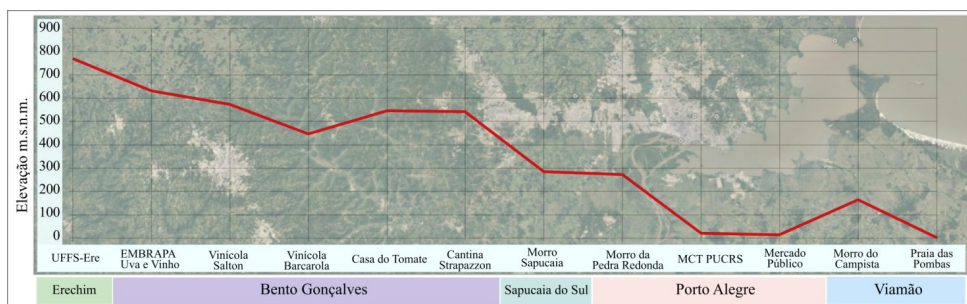 Elevação m.s.n.m.
900
800
700
600
500
400
300
200
100
0
UFFS-Ere
EMBRAPA
Uva e Vinho
Vinícola
Salton
Vinícola
Barcarola
Casa do Tomate
Cantina
Strapazzon
Morro
Sapucaia
Morro da
Pedra Redonda
MCT PUCRS
Mercado
Público
Morro do
Campista
Praia das
Pombas
Erechim
Bento Gonçalves
Sapucaia do Sul
Porto Alegre
Viamão